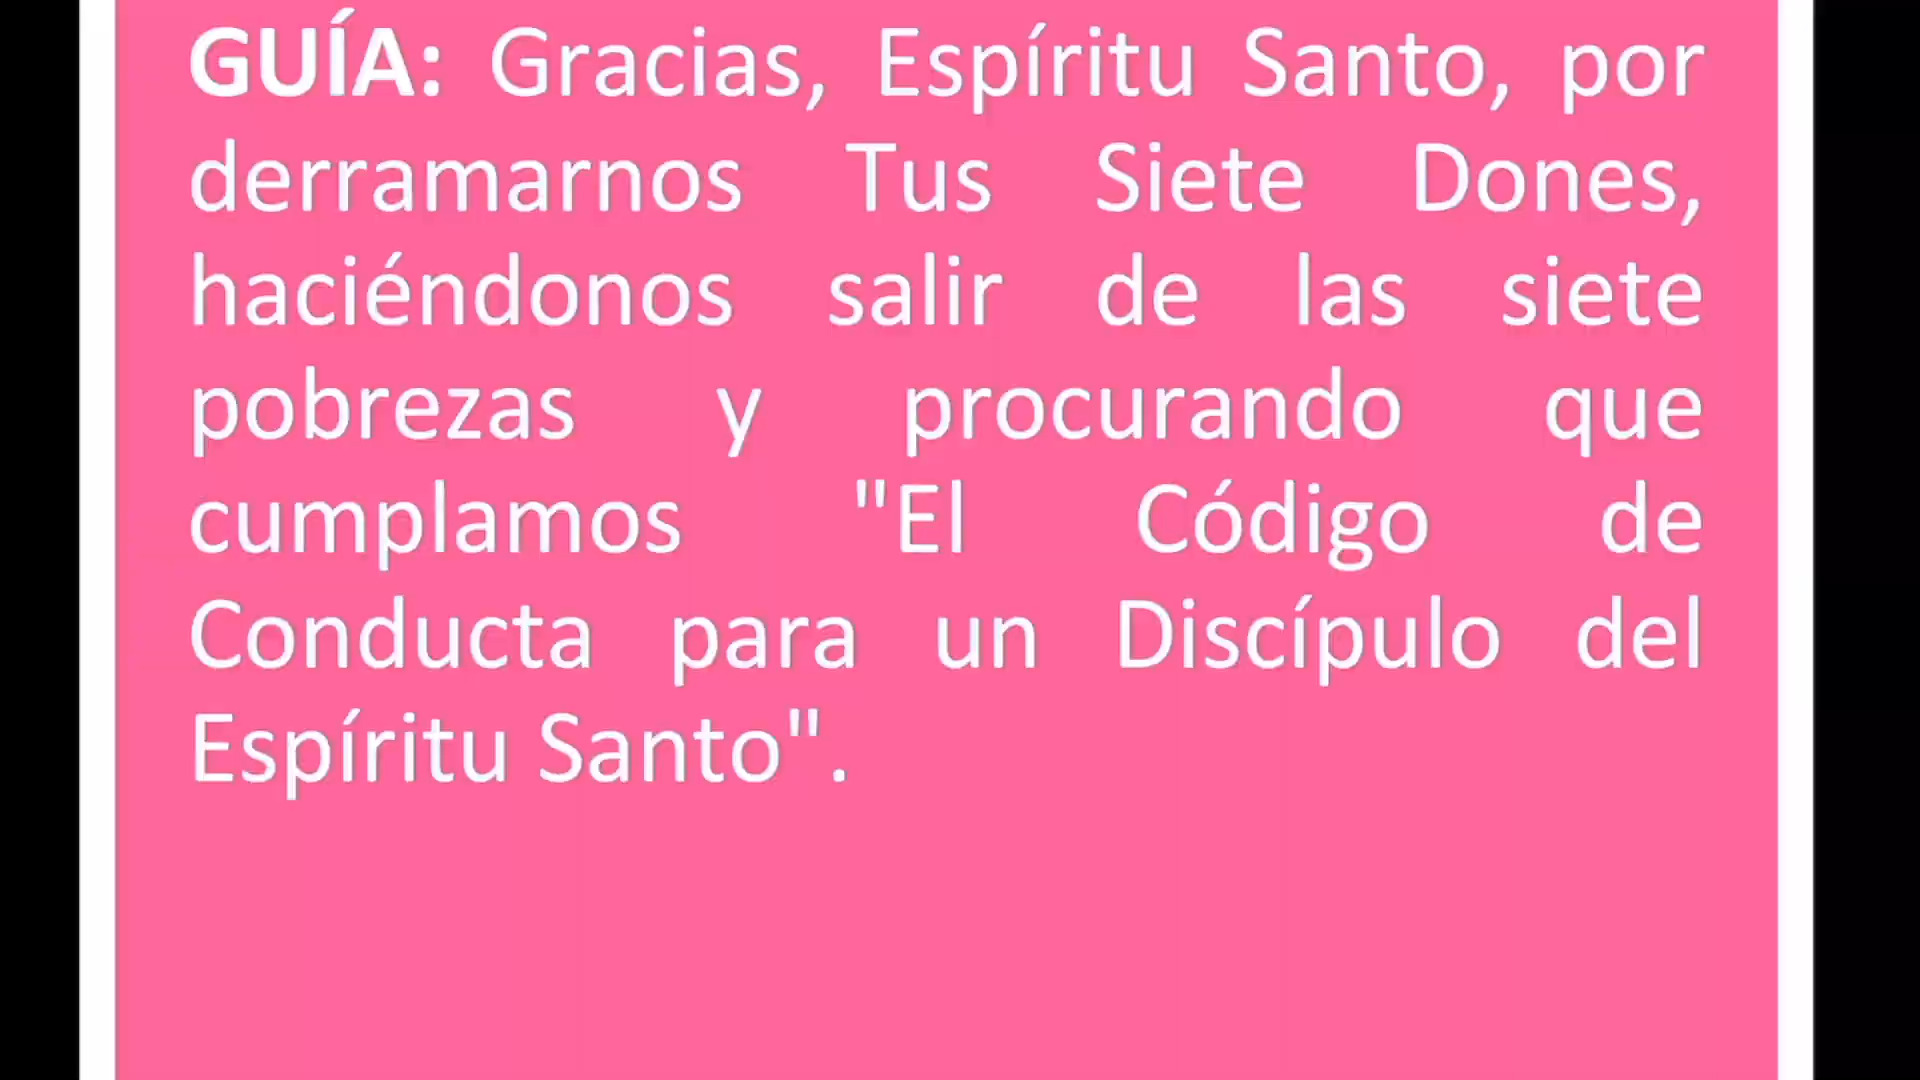 GUÍA: Gracias, Espíritu Santo, por
derramarnos Tus Siete Dones,
haciéndonos salir de las siete
pobrezas y procurando que
cumplamos "El Código de
Conducta para un Discípulo del
Espíritu Santo".